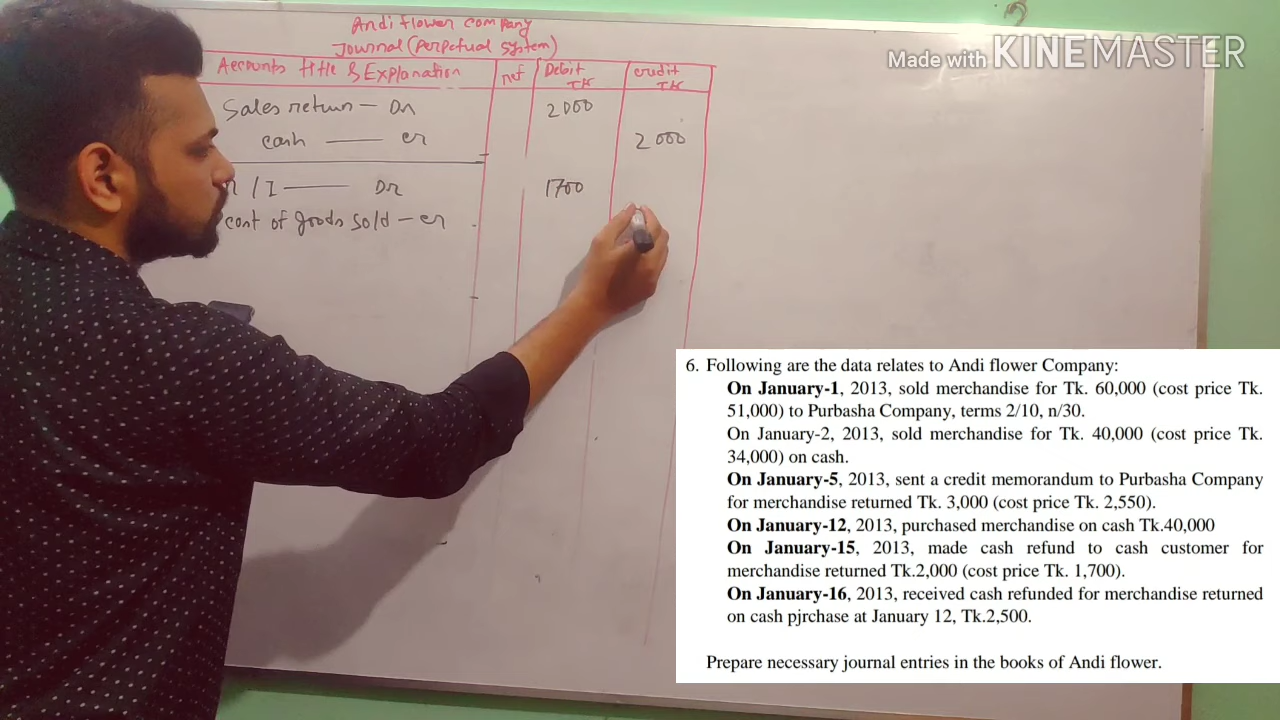 Andi flower company
Journal (perpetual system)
Accounts title & Explanation ref Debit TK credit TK
Sales return — Dr 2000
cash —— cr 2000
/ I —— Dr 1700
cost of goods sold — cr
Made with KINEMASTER
6. Following are the data relates to Andi flower Company:
On January-1, 2013, sold merchandise for Tk. 60,000 (cost price Tk.
51,000) to Purbasha Company, terms 2/10, n/30.
On January-2, 2013, sold merchandise for Tk. 40,000 (cost price Tk.
34,000) on cash.
On January-5, 2013, sent a credit memorandum to Purbasha Company
for merchandise returned Tk. 3,000 (cost price Tk. 2,550).
On January-12, 2013, purchased merchandise on cash Tk.40,000
On January-15, 2013, made cash refund to cash customer for
merchandise returned Tk.2,000 (cost price Tk. 1,700).
On January-16, 2013, received cash refunded for merchandise returned
on cash pjrchase at January 12, Tk.2,500.
Prepare necessary journal entries in the books of Andi flower.